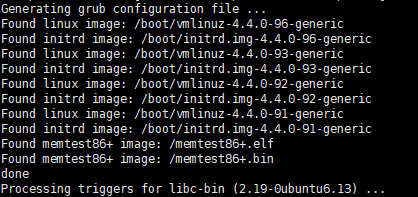 Generating grub configuration file ...
Found linux image: /boot/vmlinuz-4.4.0-96-generic
Found initrd image: /boot/initrd.img-4.4.0-96-generic
Found linux image: /boot/vmlinuz-4.4.0-93-generic
Found initrd image: /boot/initrd.img-4.4.0-93-generic
Found linux image: /boot/vmlinuz-4.4.0-92-generic
Found initrd image: /boot/initrd.img-4.4.0-92-generic
Found linux image: /boot/vmlinuz-4.4.0-91-generic
Found initrd image: /boot/initrd.img-4.4.0-91-generic
Found memtest86+ image: /memtest86+.elf
Found memtest86+ image: /memtest86+.bin
done
Processing triggers for libc-bin (2.19-0ubuntu6.13) ...